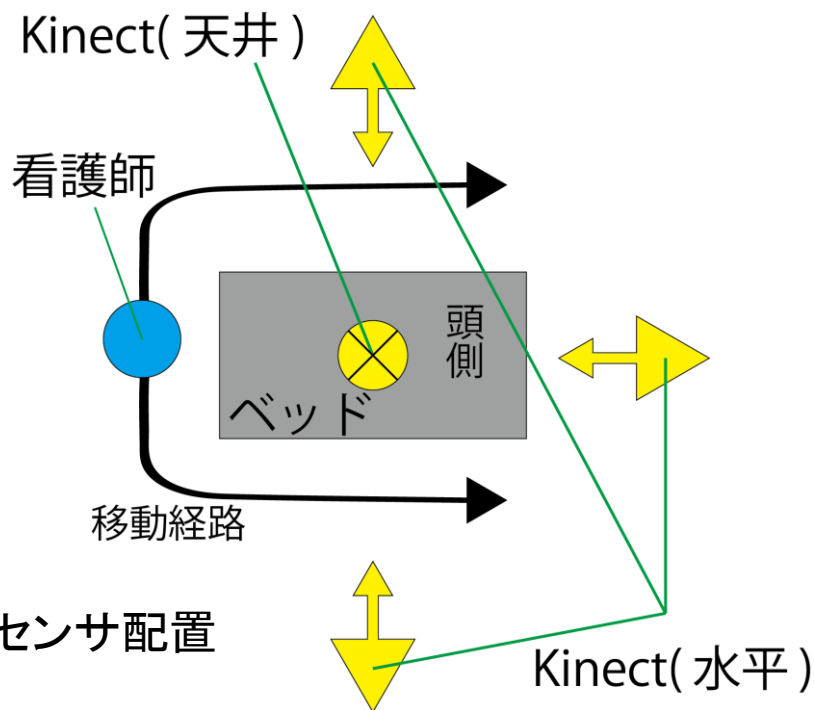 Kinect( 天井 )
看護師
頭側
ベッド
移動経路
センサ配置
Kinect( 水平 )